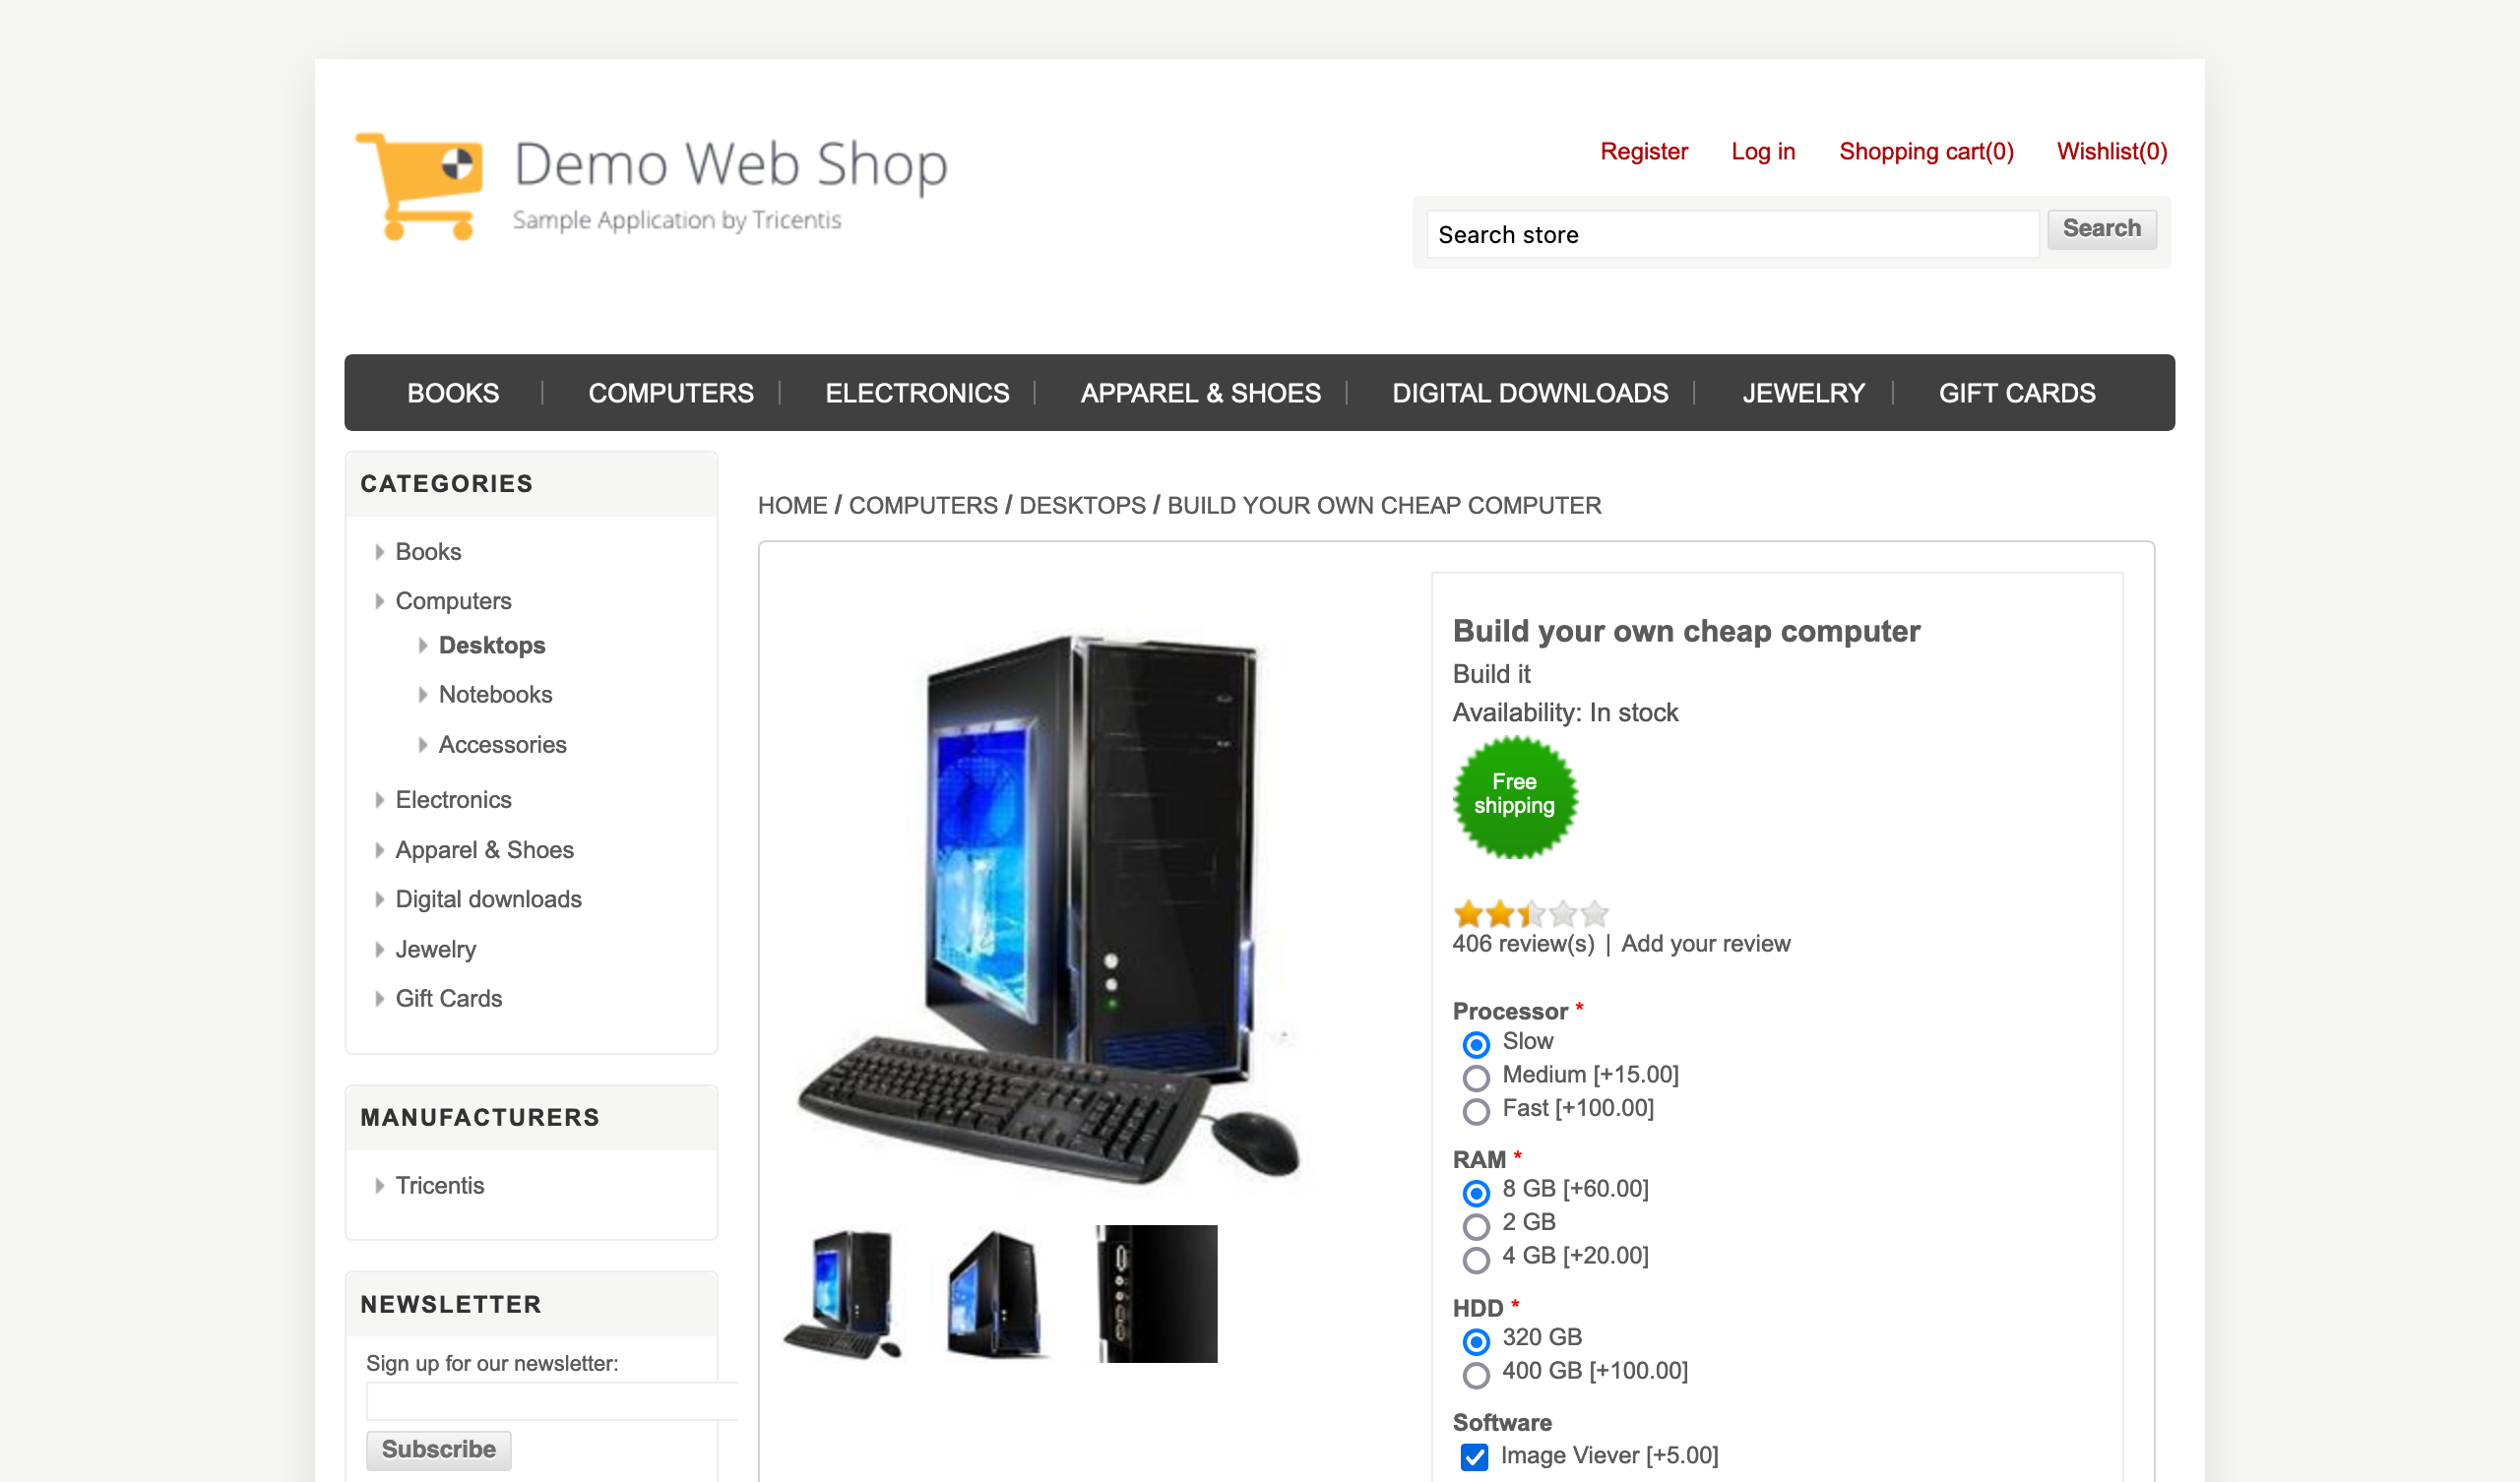 Demo Web Shop
Sample Application by Tricentis
Register Log in Shopping cart(0) Wishlist(0)
Search store Search
BOOKS COMPUTERS ELECTRONICS APPAREL & SHOES DIGITAL DOWNLOADS JEWELRY GIFT CARDS
CATEGORIES
Books
Computers
Desktops
Notebooks
Accessories
Electronics
Apparel & Shoes
Digital downloads
Jewelry
Gift Cards
MANUFACTURERS
Tricentis
NEWSLETTER
Sign up for our newsletter:
Subscribe
HOME / COMPUTERS / DESKTOPS / BUILD YOUR OWN CHEAP COMPUTER
Build your own cheap computer
Build it
Availability: In stock
Free
shipping
406 review(s) | Add your review
Processor *
Slow
Medium [+15.00]
Fast [+100.00]
RAM *
8 GB [+60.00]
2 GB
4 GB [+20.00]
HDD *
320 GB
400 GB [+100.00]
Software
Image Viever [+5.00]